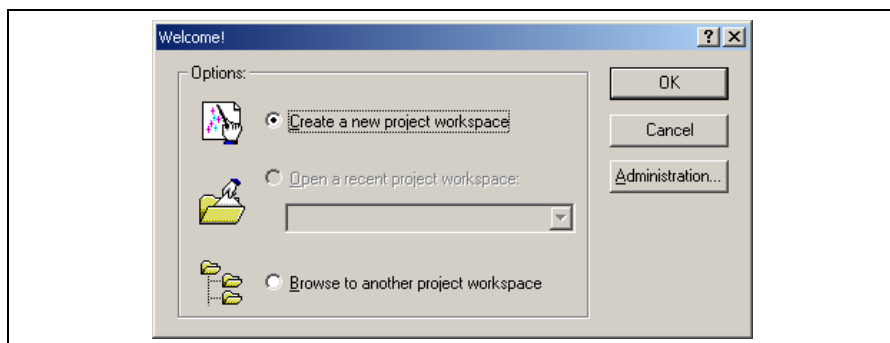 Welcome!
Options:
Create a new project workspace
Open a recent project workspace:
Browse to another project workspace
OK
Cancel
Administration...